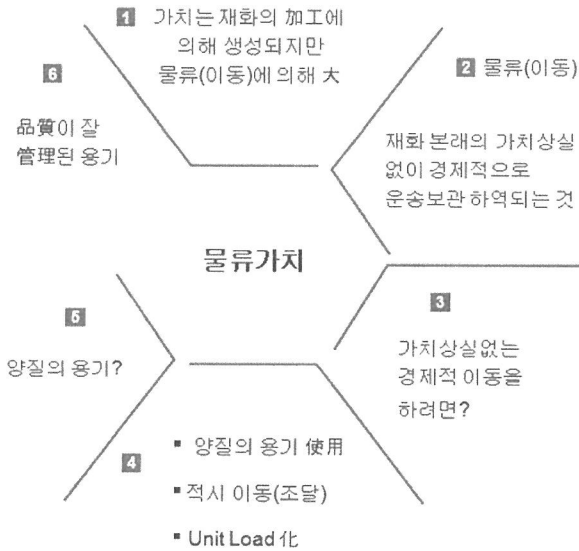 1 가치는 재화의 加工에
의해 생성되지만
물류(이동)에 의해 大
2 물류(이동)
재화 본래의 가치상실
없이 경제적으로
운송보관 하역되는 것
3
가치상실없는
경제적 이동을
하려면?
4
▪ 양질의 용기 使用
▪ 적시 이동(조달)
▪ Unit Load 化
5
양질의 용기?
6
品質이 잘
관리된 용기
물류가치